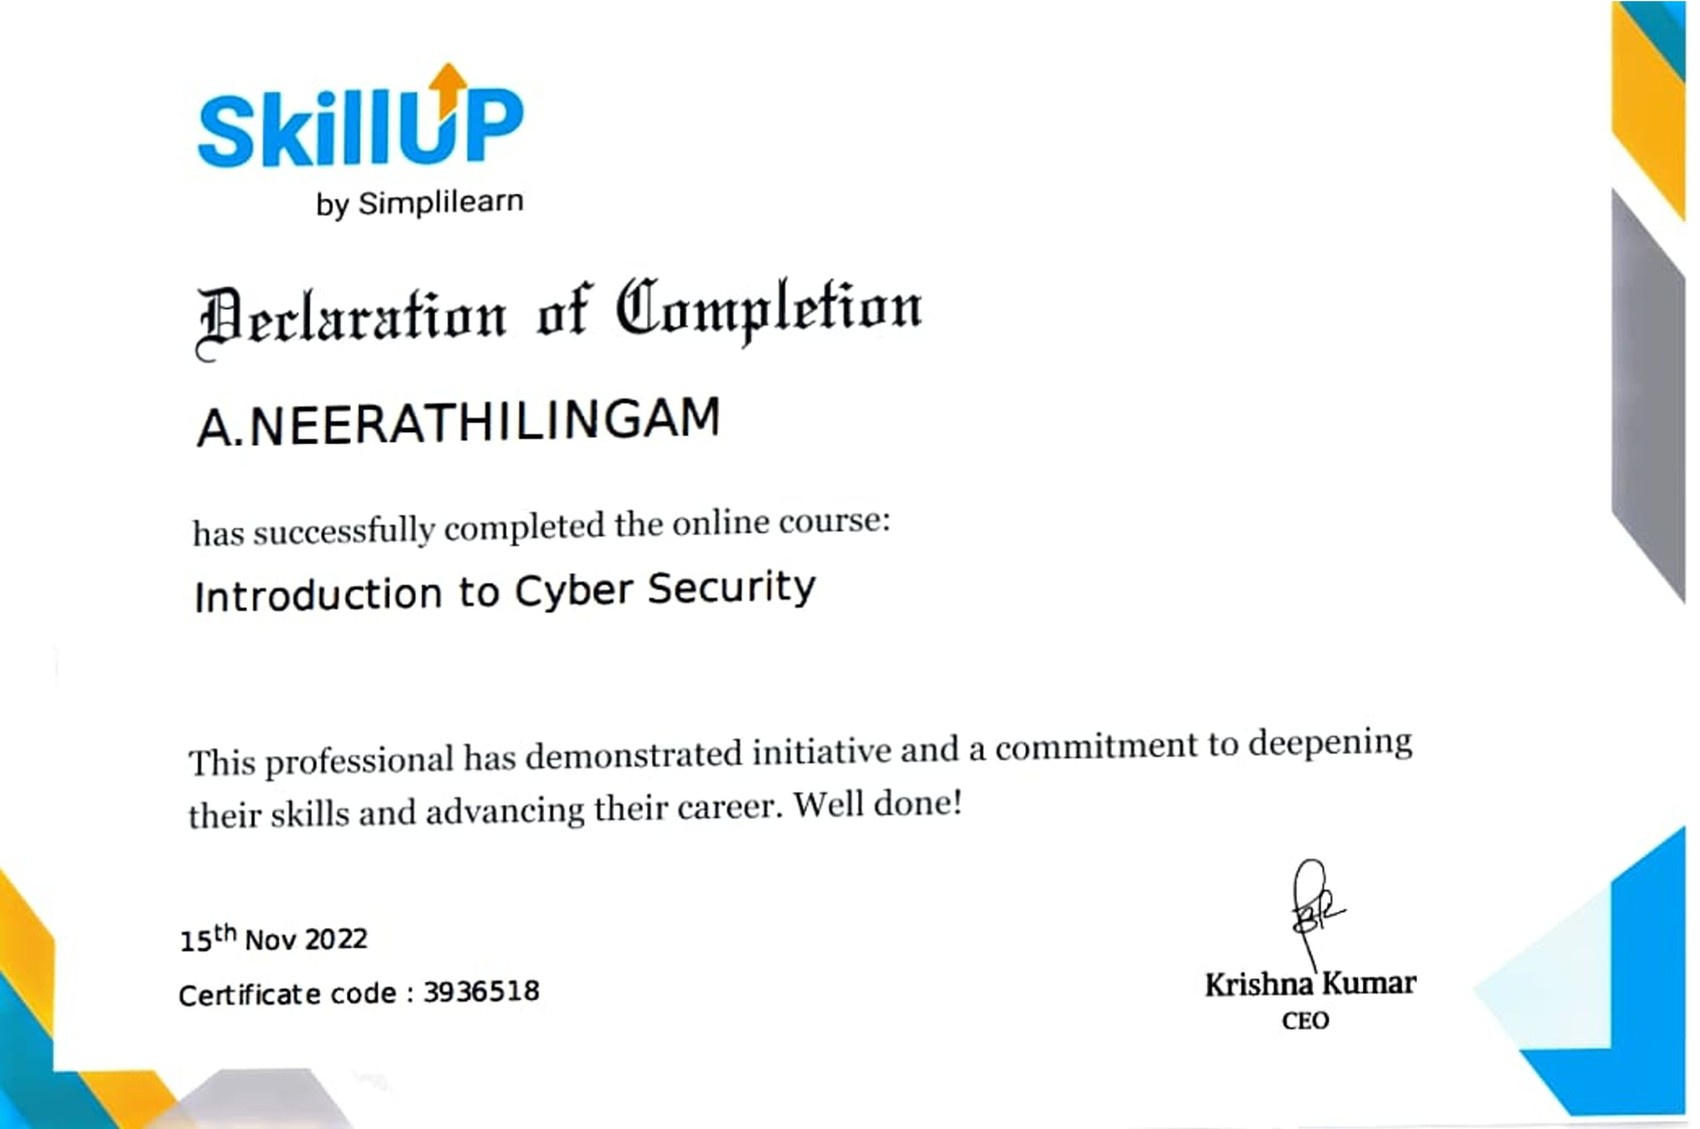 SkillUP
by Simplilearn
Declaration of Completion
A.NEERATHILINGAM
has successfully completed the online course:
Introduction to Cyber Security
This professional has demonstrated initiative and a commitment to deepening
their skills and advancing their career. Well done!
15th Nov 2022
Certificate code : 3936518
Krishna Kumar
CEO